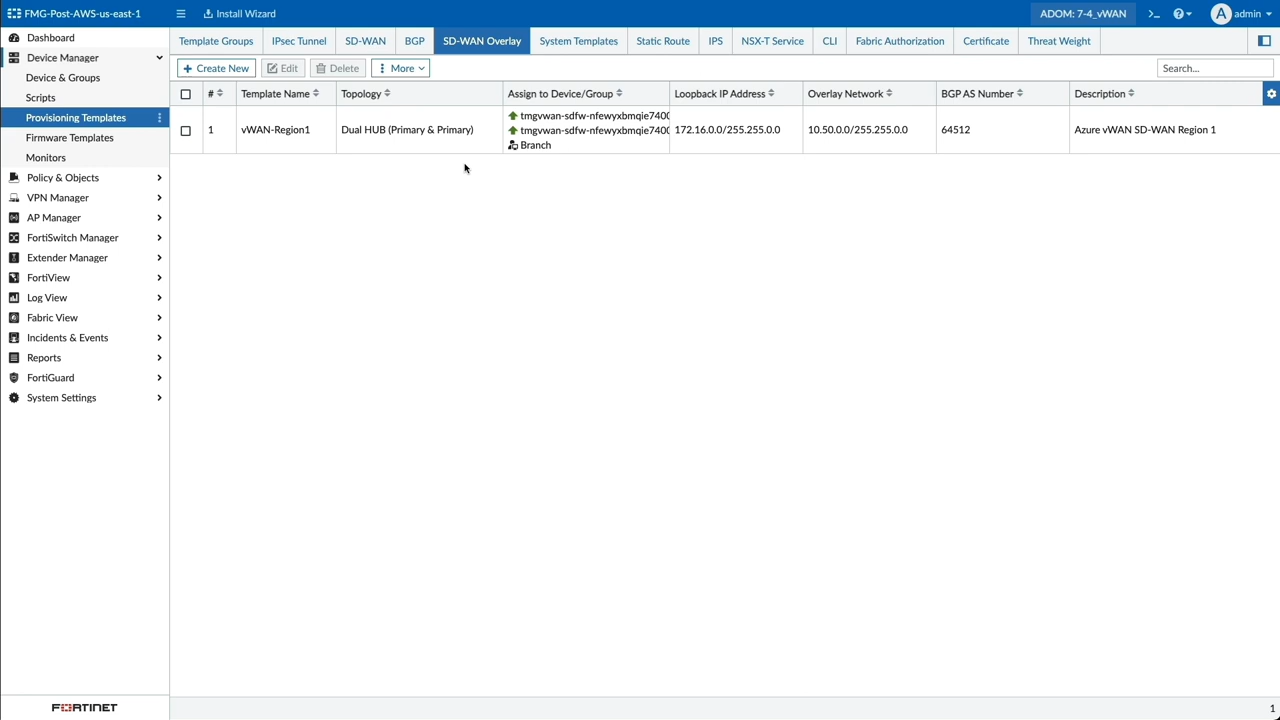 FMG-Post-AWS-us-east-1
Install Wizard
ADOM: 7-4_vWAN
>_
?
A admin
Dashboard
Device Manager
Device & Groups
Scripts
Provisioning Templates
Firmware Templates
Monitors
Policy & Objects
VPN Manager
AP Manager
FortiSwitch Manager
Extender Manager
FortiView
Log View
Fabric View
Incidents & Events
Reports
FortiGuard
System Settings
FORTINET
Template Groups IPsec Tunnel SD-WAN BGP SD-WAN Overlay System Templates Static Route IPS NSX-T Service CLI Fabric Authorization Certificate Threat Weight
+ Create New Edit Delete More Search...
# Template Name Topology Assign to Device/Group Loopback IP Address Overlay Network BGP AS Number Description
1 vWAN-Region1 Dual HUB (Primary & Primary) tmgvwan-sdfw-nfewyxbmqie7400 172.16.0.0/255.255.0.0 10.50.0.0/255.255.0.0 64512 Azure vWAN SD-WAN Region 1
tmgvwan-sdfw-nfewyxbmqie7400
Branch
1